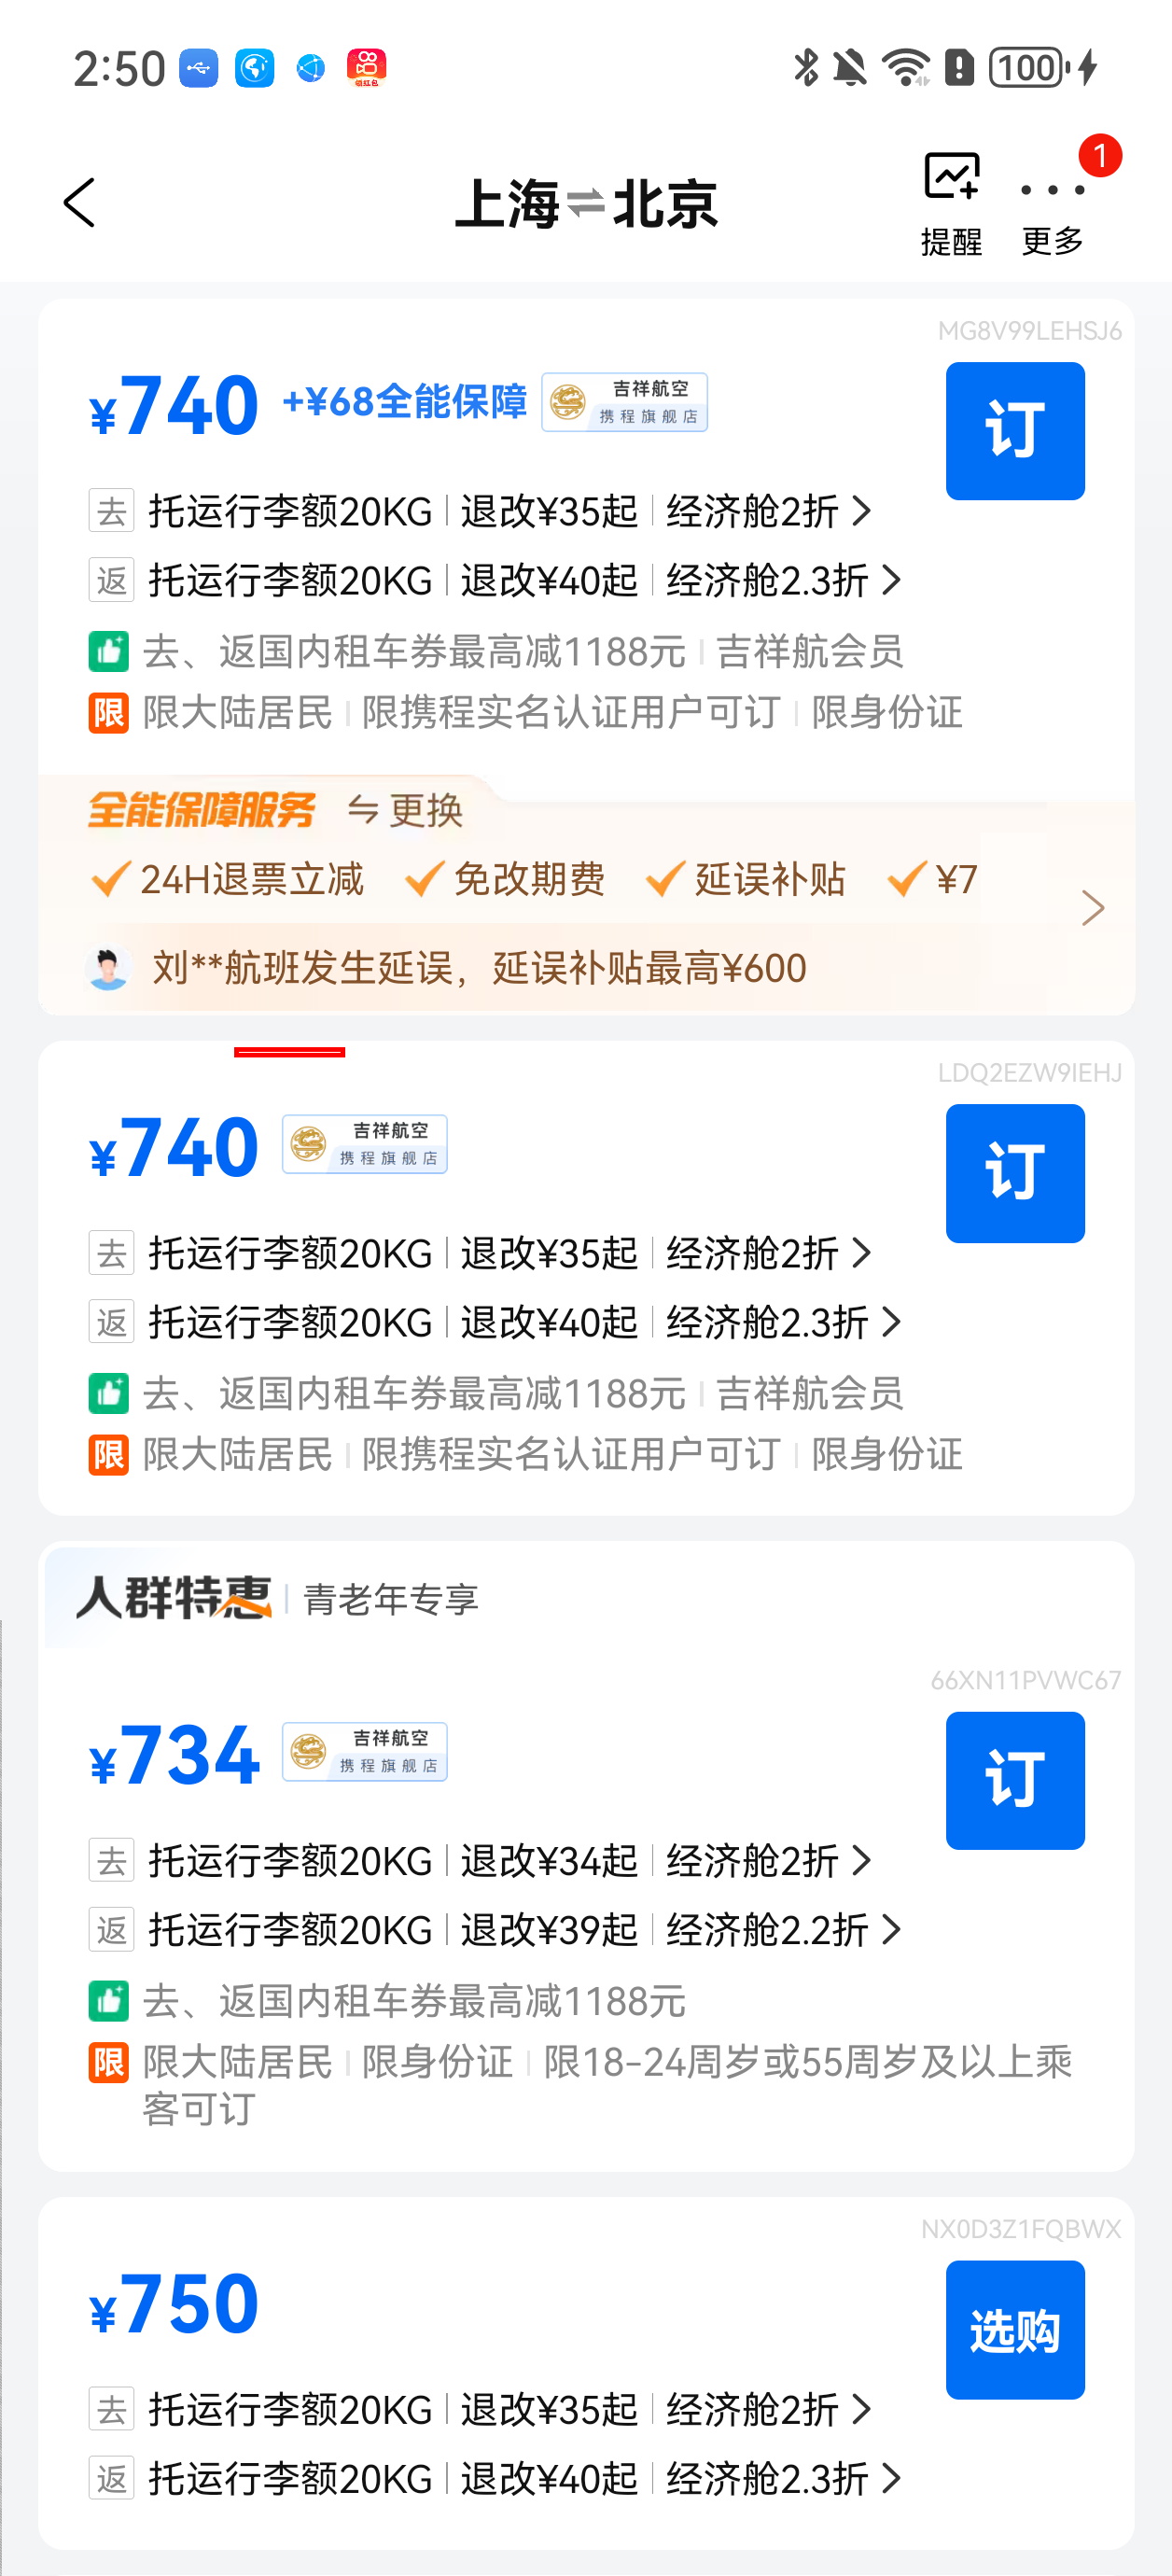 2:50
领红包
100
上海⇌北京
提醒
更多
1
MG8V99LEHSJ6
¥740 +¥68全能保障 吉祥航空 携程旗舰店
订
去 托运行李额20KG | 退改¥35起 | 经济舱2折 >
返 托运行李额20KG | 退改¥40起 | 经济舱2.3折 >
去、返国内租车券最高减1188元 | 吉祥航会员
限 限大陆居民 | 限携程实名认证用户可订 | 限身份证
全能保障服务 ⇋ 更换
24H退票立减 免改期费 延误补贴 ¥7
刘**航班发生延误，延误补贴最高¥600
LDQ2EZW9IEHJ
¥740 吉祥航空 携程旗舰店
订
去 托运行李额20KG | 退改¥35起 | 经济舱2折 >
返 托运行李额20KG | 退改¥40起 | 经济舱2.3折 >
去、返国内租车券最高减1188元 | 吉祥航会员
限 限大陆居民 | 限携程实名认证用户可订 | 限身份证
人群特惠 | 青老年专享
66XN11PVWC67
¥734 吉祥航空 携程旗舰店
订
去 托运行李额20KG | 退改¥34起 | 经济舱2折 >
返 托运行李额20KG | 退改¥39起 | 经济舱2.2折 >
去、返国内租车券最高减1188元
限 限大陆居民 | 限身份证 | 限18-24周岁或55周岁及以上乘
客可订
NX0D3Z1FQBWX
¥750
选购
去 托运行李额20KG | 退改¥35起 | 经济舱2折 >
返 托运行李额20KG | 退改¥40起 | 经济舱2.3折 >